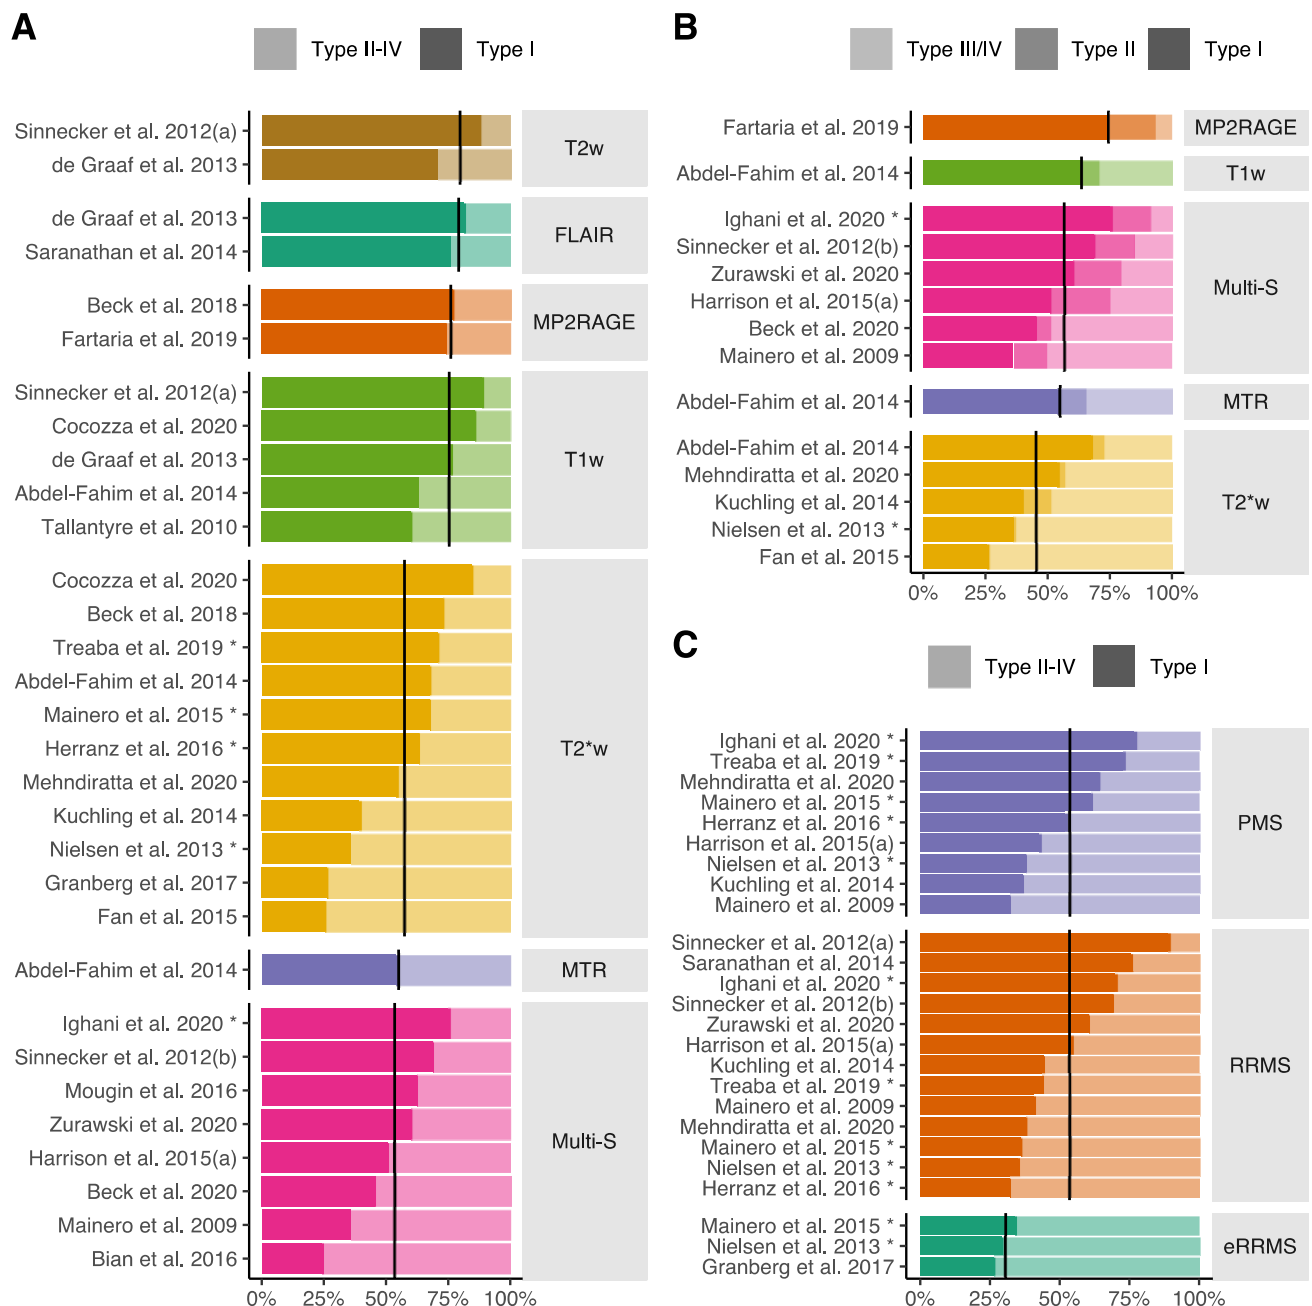 A
Type II-IV
Type I
Sinnecker et al. 2012(a)
de Graaf et al. 2013
T2w
de Graaf et al. 2013
Saranathan et al. 2014
FLAIR
Beck et al. 2018
Fartaria et al. 2019
MP2RAGE
Sinnecker et al. 2012(a)
Cocozza et al. 2020
de Graaf et al. 2013
Abdel-Fahim et al. 2014
Tallantyre et al. 2010
T1w
Cocozza et al. 2020
Beck et al. 2018
Treaba et al. 2019 *
Abdel-Fahim et al. 2014
Mainero et al. 2015 *
Herranz et al. 2016 *
Mehndiratta et al. 2020
Kuchling et al. 2014
Nielsen et al. 2013 *
Granberg et al. 2017
Fan et al. 2015
T2*w
Abdel-Fahim et al. 2014
MTR
Ighani et al. 2020 *
Sinnecker et al. 2012(b)
Mougin et al. 2016
Zurawski et al. 2020
Harrison et al. 2015(a)
Beck et al. 2020
Mainero et al. 2009
Bian et al. 2016
Multi-S
0% 25% 50% 75% 100%
B
Type III/IV
Type II
Type I
Fartaria et al. 2019
MP2RAGE
Abdel-Fahim et al. 2014
T1w
Ighani et al. 2020 *
Sinnecker et al. 2012(b)
Zurawski et al. 2020
Harrison et al. 2015(a)
Beck et al. 2020
Mainero et al. 2009
Multi-S
Abdel-Fahim et al. 2014
MTR
Abdel-Fahim et al. 2014
Mehndiratta et al. 2020
Kuchling et al. 2014
Nielsen et al. 2013 *
Fan et al. 2015
T2*w
0% 25% 50% 75% 100%
C
Type II-IV
Type I
Ighani et al. 2020 *
Treaba et al. 2019 *
Mehndiratta et al. 2020
Mainero et al. 2015 *
Herranz et al. 2016 *
Harrison et al. 2015(a)
Nielsen et al. 2013 *
Kuchling et al. 2014
Mainero et al. 2009
PMS
Sinnecker et al. 2012(a)
Saranathan et al. 2014
Ighani et al. 2020 *
Sinnecker et al. 2012(b)
Zurawski et al. 2020
Harrison et al. 2015(a)
Kuchling et al. 2014
Treaba et al. 2019 *
Mainero et al. 2009
Mehndiratta et al. 2020
Mainero et al. 2015 *
Nielsen et al. 2013 *
Herranz et al. 2016 *
RRMS
Mainero et al. 2015 *
Nielsen et al. 2013 *
Granberg et al. 2017
eRRMS
0% 25% 50% 75% 100%